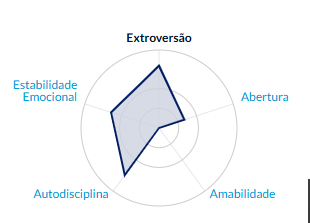 Extroversão
Estabilidade
Emocional
Abertura
Autodisciplina
Amabilidade